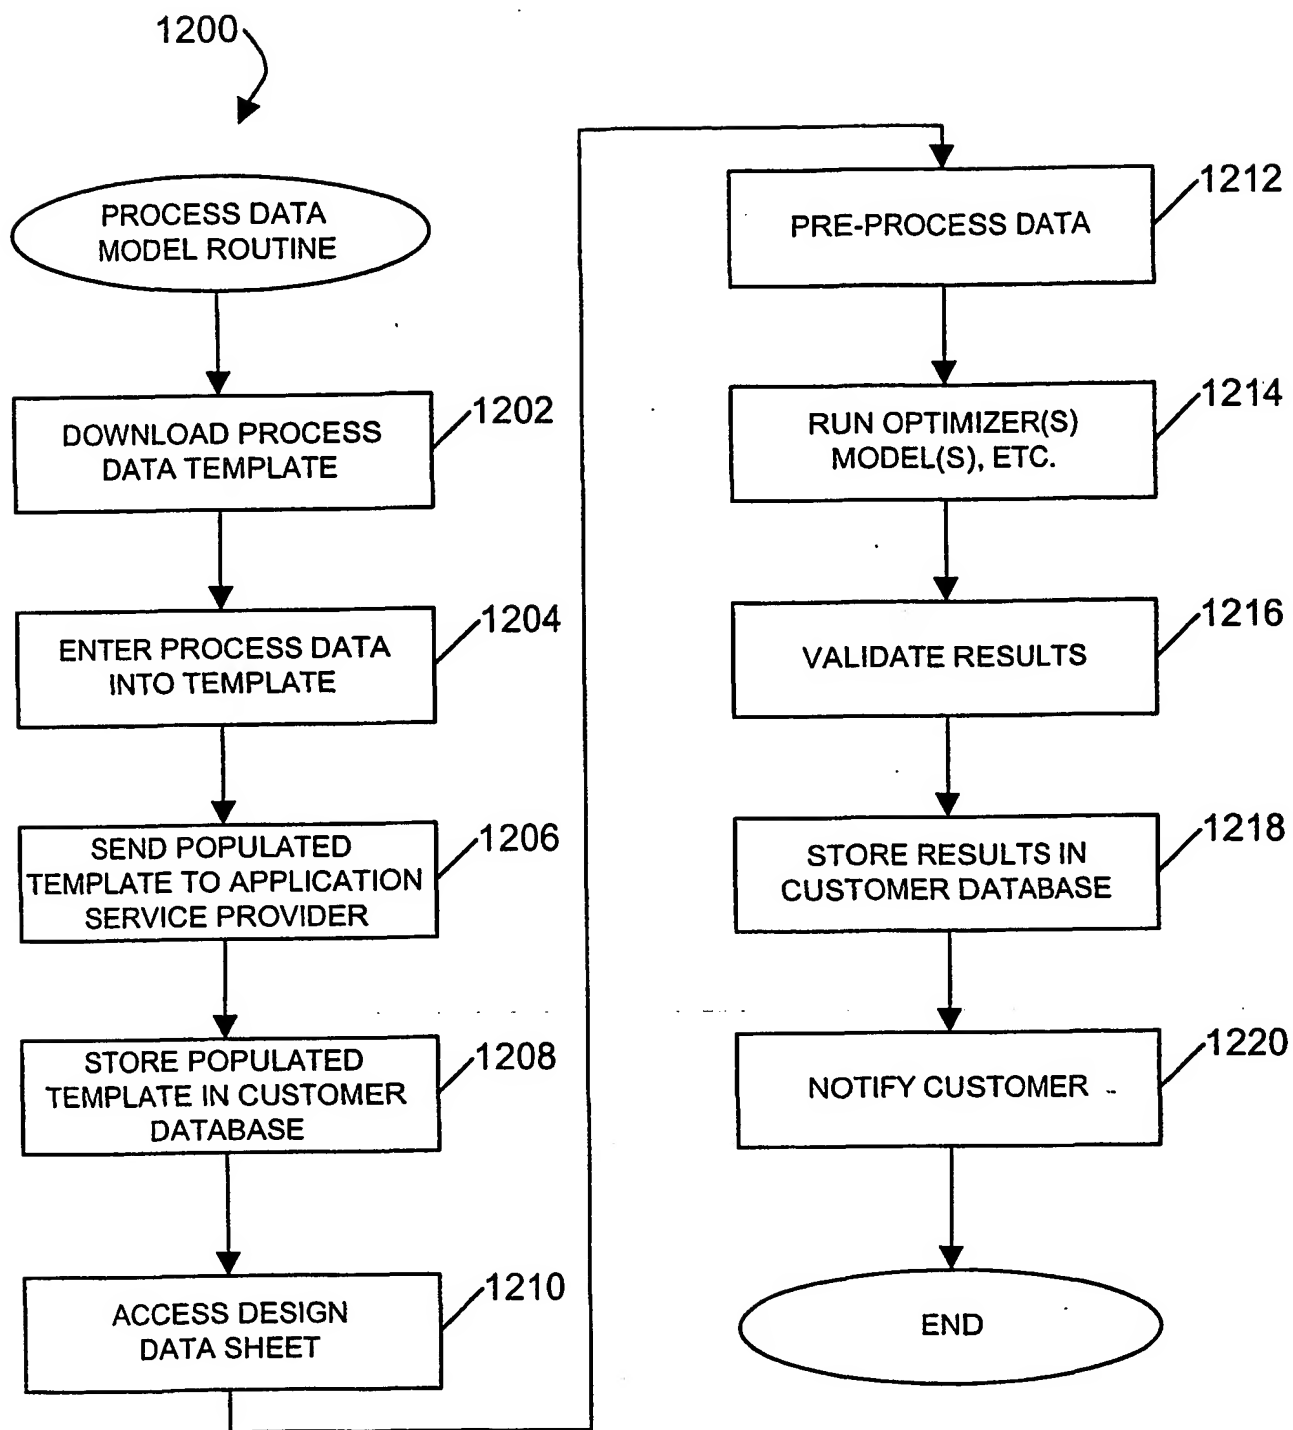 1200
PROCESS DATA
MODEL ROUTINE
1202
DOWNLOAD PROCESS
DATA TEMPLATE
1204
ENTER PROCESS DATA
INTO TEMPLATE
1206
SEND POPULATED
TEMPLATE TO APPLICATION
SERVICE PROVIDER
1208
STORE POPULATED
TEMPLATE IN CUSTOMER
DATABASE
1210
ACCESS DESIGN
DATA SHEET
1212
PRE-PROCESS DATA
1214
RUN OPTIMIZER(S)
MODEL(S), ETC.
1216
VALIDATE RESULTS
1218
STORE RESULTS IN
CUSTOMER DATABASE
1220
NOTIFY CUSTOMER
END